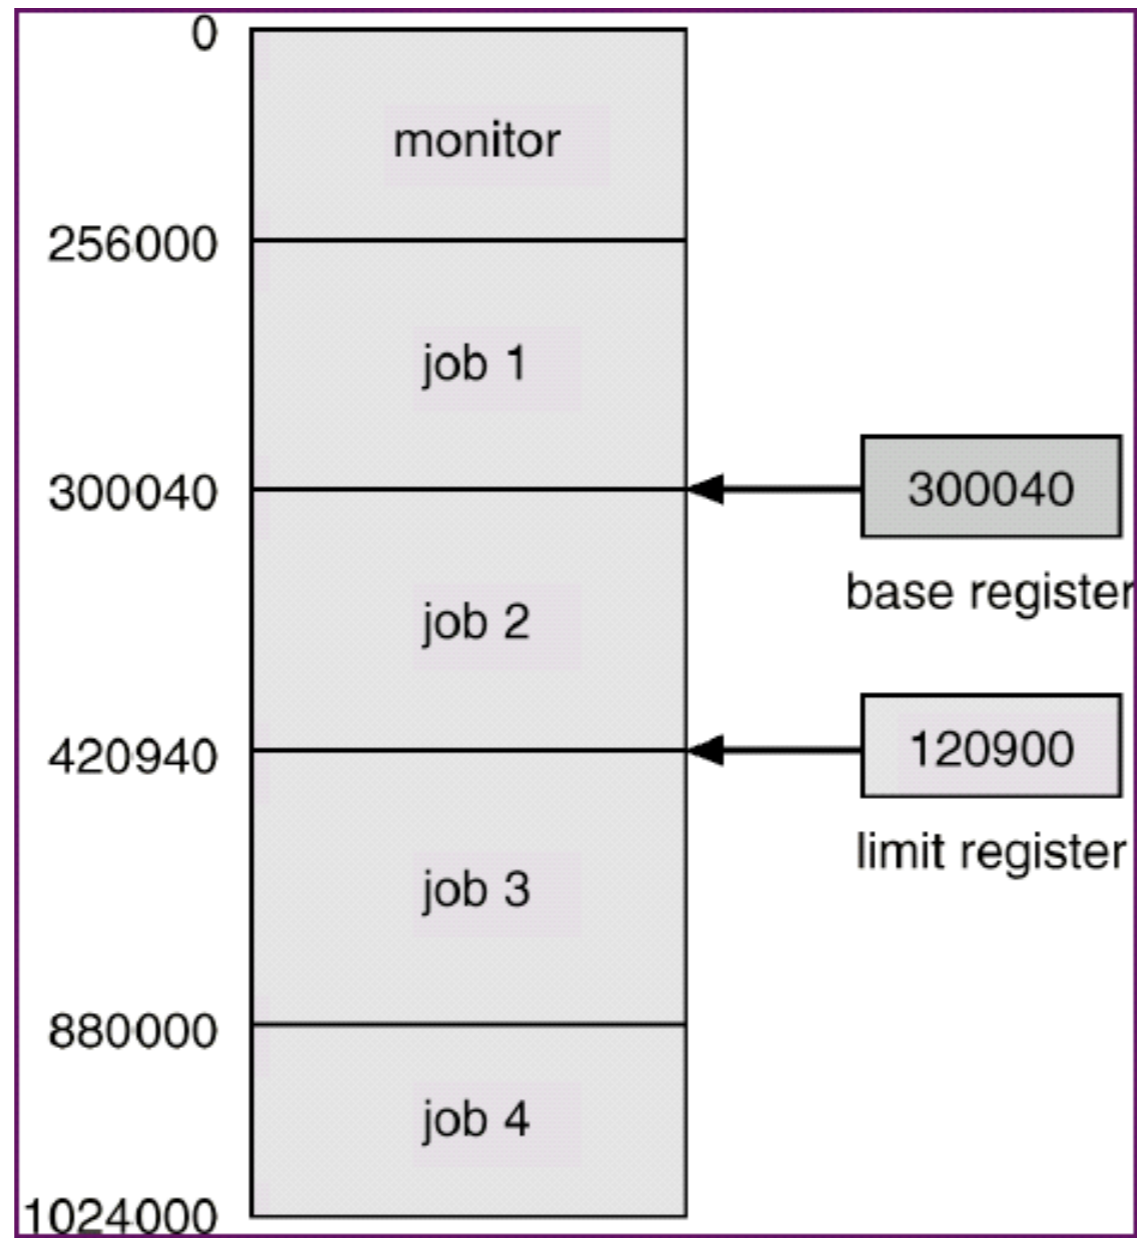 0
monitor
256000
job 1
300040
300040
base register
job 2
420940
120900
limit register
job 3
880000
job 4
1024000